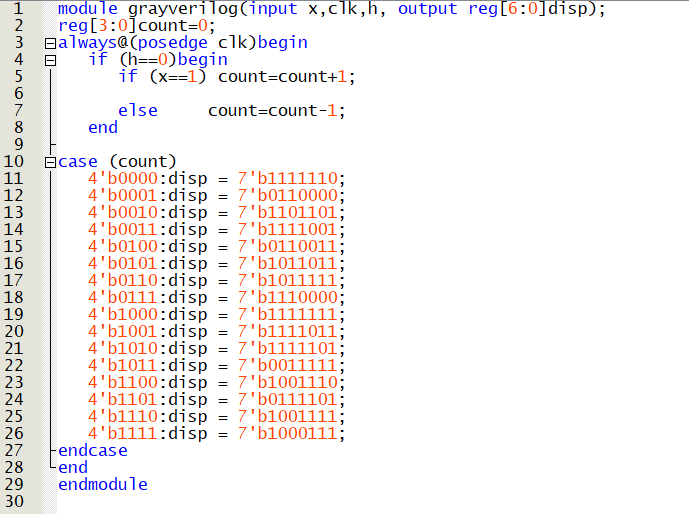 1 module grayverilog(input x,clk,h, output reg[6:0]disp);
2 reg[3:0]count=0;
3 always@(posedge clk)begin
4 if (h==0)begin
5 if (x==1) count=count+1;
6
7 else count=count-1;
8 end
9
10 case (count)
11 4'b0000:disp = 7'b1111110;
12 4'b0001:disp = 7'b0110000;
13 4'b0010:disp = 7'b1101101;
14 4'b0011:disp = 7'b1111001;
15 4'b0100:disp = 7'b0110011;
16 4'b0101:disp = 7'b1011011;
17 4'b0110:disp = 7'b1011111;
18 4'b0111:disp = 7'b1110000;
19 4'b1000:disp = 7'b1111111;
20 4'b1001:disp = 7'b1111011;
21 4'b1010:disp = 7'b1111101;
22 4'b1011:disp = 7'b0011111;
23 4'b1100:disp = 7'b1001110;
24 4'b1101:disp = 7'b0111101;
25 4'b1110:disp = 7'b1001111;
26 4'b1111:disp = 7'b1000111;
27 endcase
28 end
29 endmodule
30